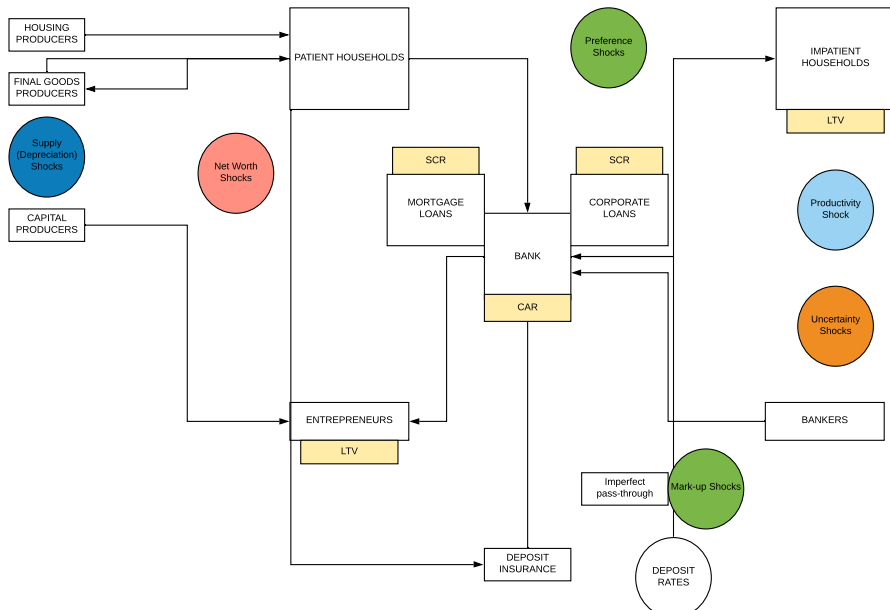 HOUSING
PRODUCERS
PATIENT HOUSEHOLDS
Preference
Shocks
IMPATIENT
HOUSEHOLDS
FINAL GOODS
PRODUCERS
LTV
Supply
(Depreciation)
Shocks
Net Worth
Shocks
SCR
SCR
MORTGAGE
LOANS
CORPORATE
LOANS
Productivity
Shock
CAPITAL
PRODUCERS
BANK
CAR
Uncertainty
Shocks
ENTREPRENEURS
LTV
BANKERS
Imperfect
pass-through
Mark-up Shocks
DEPOSIT
INSURANCE
DEPOSIT
RATES